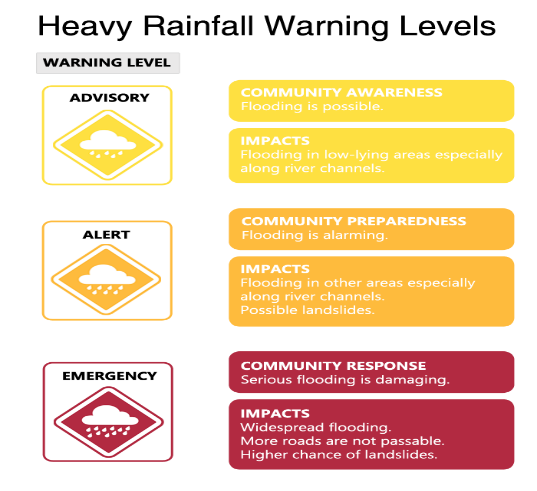 Heavy Rainfall Warning Levels
WARNING LEVEL
ADVISORY
COMMUNITY AWARENESS
Flooding is possible.
IMPACTS
Flooding in low-lying areas especially
along river channels.
ALERT
COMMUNITY PREPAREDNESS
Flooding is alarming.
IMPACTS
Flooding in other areas especially
along river channels.
Possible landslides.
EMERGENCY
COMMUNITY RESPONSE
Serious flooding is damaging.
IMPACTS
Widespread flooding.
More roads are not passable.
Higher chance of landslides.